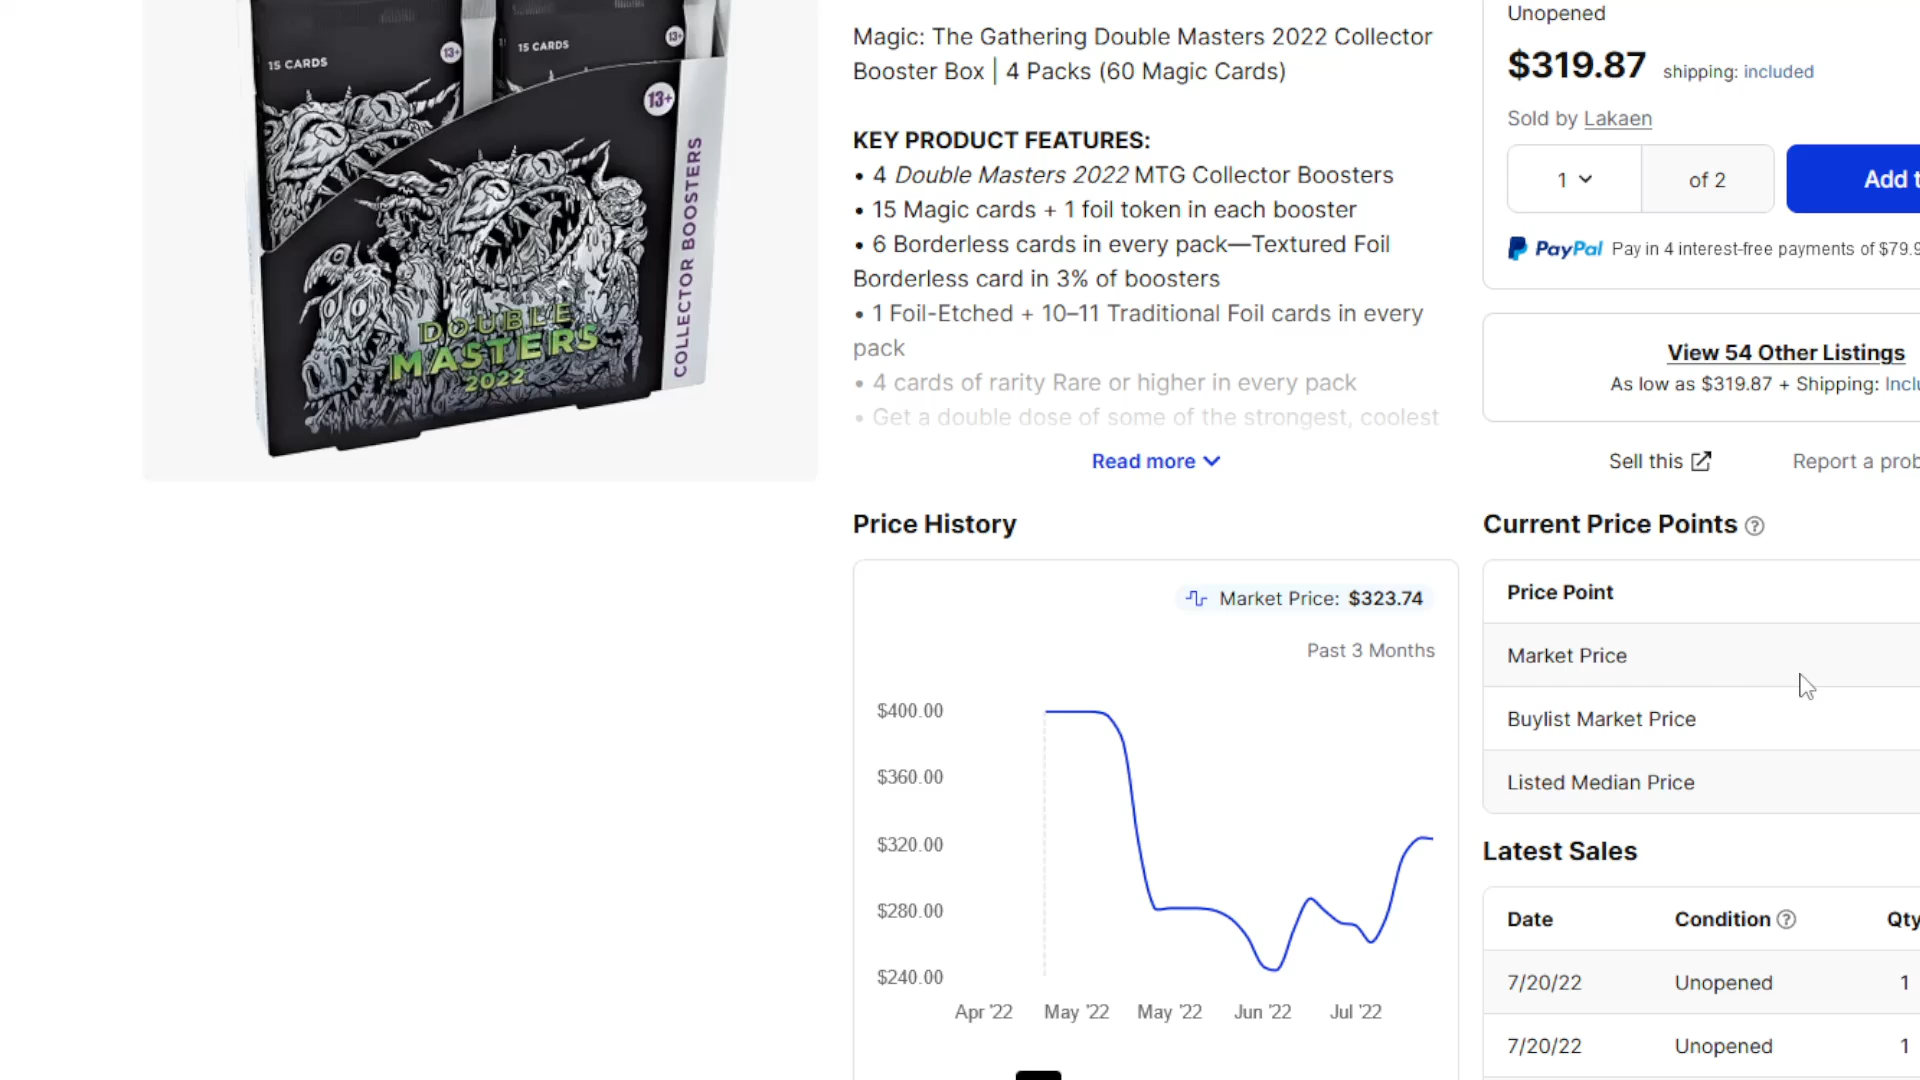 15 CARDS
13+
15 CARDS
13+
13+
COLLECTOR BOOSTERS
DOUBLE
MASTERS
2022
Magic: The Gathering Double Masters 2022 Collector
Booster Box | 4 Packs (60 Magic Cards)
KEY PRODUCT FEATURES:
• 4 Double Masters 2022 MTG Collector Boosters
• 15 Magic cards + 1 foil token in each booster
• 6 Borderless cards in every pack—Textured Foil
Borderless card in 3% of boosters
• 1 Foil-Etched + 10–11 Traditional Foil cards in every
pack
• 4 cards of rarity Rare or higher in every pack
• Get a double dose of some of the strongest, coolest
Read more
Price History
Market Price: $323.74
Past 3 Months
$400.00
$360.00
$320.00
$280.00
$240.00
Apr '22 May '22 May '22 Jun '22 Jul '22
Unopened
$319.87 shipping: included
Sold by Lakaen
1 of 2
Add t
PayPal Pay in 4 interest-free payments of $79.9
View 54 Other Listings
As low as $319.87 + Shipping: Inclu
Sell this Report a prob
Current Price Points
Price Point
Market Price
Buylist Market Price
Listed Median Price
Latest Sales
Date Condition Qty
7/20/22 Unopened 1
7/20/22 Unopened 1